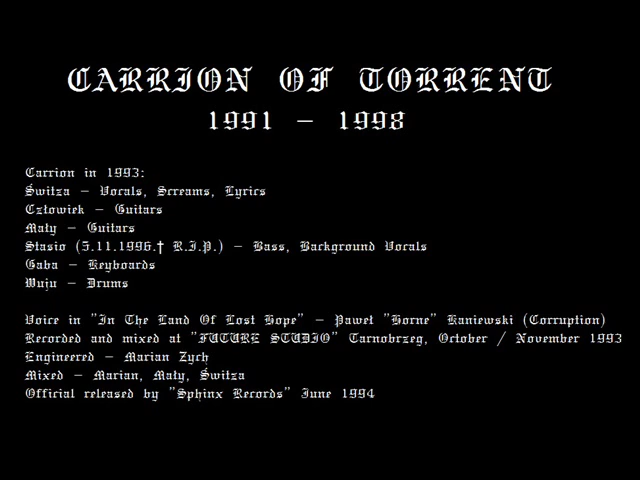 CARRION OF TORRENT
1991 - 1998
Carrion in 1993:
Świtza - Vocals, Screams, Lyrics
Człowiek - Guitars
Mały - Guitars
Stasio (5.11.1996.† R.I.P.) - Bass, Background Vocals
Gaba - Keyboards
Wuju - Drums
Voice in "In The Land Of Lost Hope" - Paweł "Horne" Kaniewski (Corruption)
Recorded and mixed at "FUTURE STUDIO" Tarnobrzeg, October / November 1993
Engineered - Marian Zych
Mixed - Marian, Mały, Świtza
Official released by "Sphinx Records" June 1994